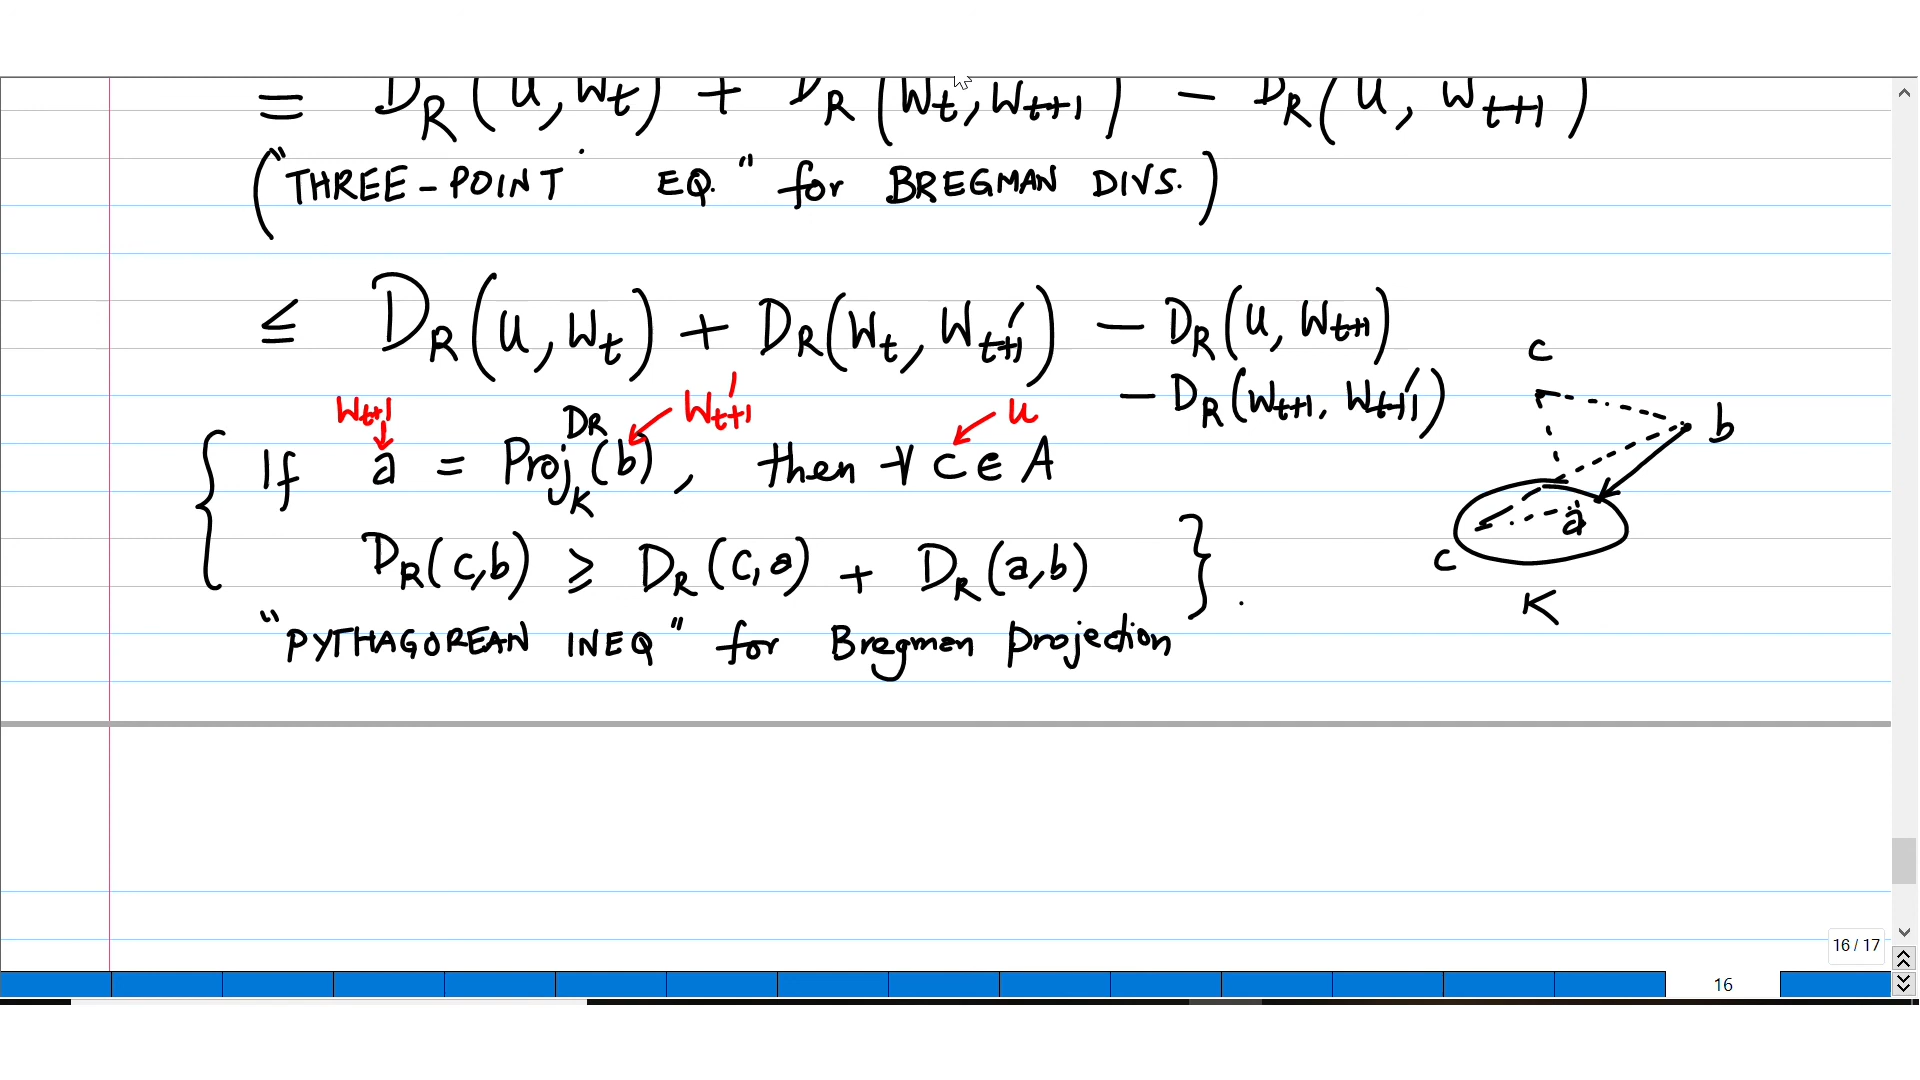 = D_R(u, w_t) + D_R(w_t, w_{t+1}) - D_R(u, w_{t+1})
("THREE-POINT EQ." for BREGMAN DIVS.)
≤ D_R(u, w_t) + D_R(w_t, w'_{t+1}) - D_R(u, w_{t+1})
- D_R(w_{t+1}, w'_{t+1})
w_{t+1} w'_{t+1} u
{ If a = Proj_K^{D_R}(b), then ∀ c ∈ A
D_R(c,b) ≥ D_R(c,a) + D_R(a,b) }.
"PYTHAGOREAN INEQ" for Bregman projection
c
b
a
c
K
16 / 17
16